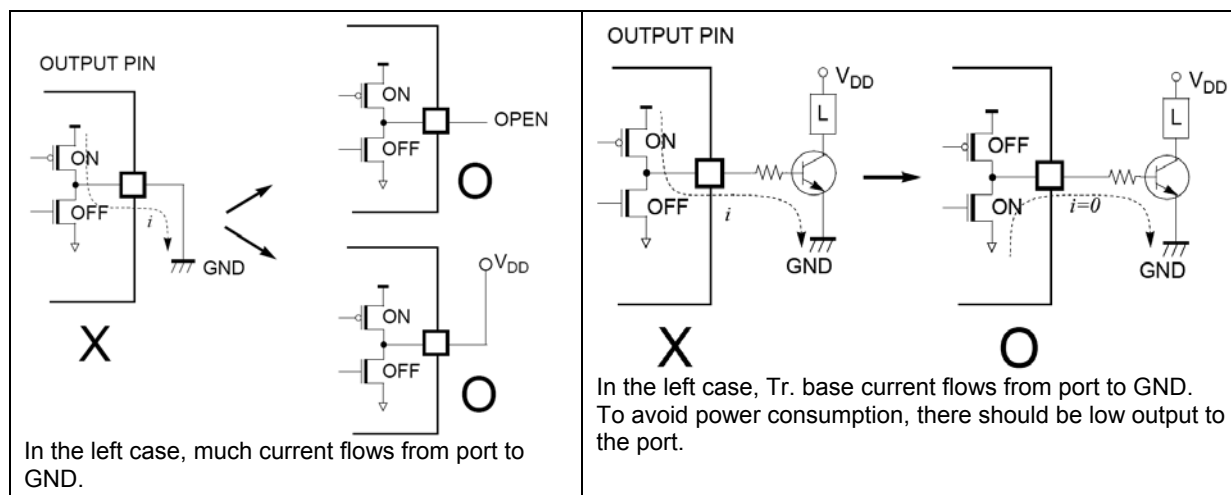 OUTPUT PIN
ON
OFF
i
GND
X
ON
OFF
OPEN
O
VDD
ON
OFF
O
In the left case, much current flows from port to
GND.
OUTPUT PIN
VDD
L
ON
OFF
i
GND
X
VDD
L
OFF
ON
i=0
GND
O
In the left case, Tr. base current flows from port to GND.
To avoid power consumption, there should be low output to
the port.